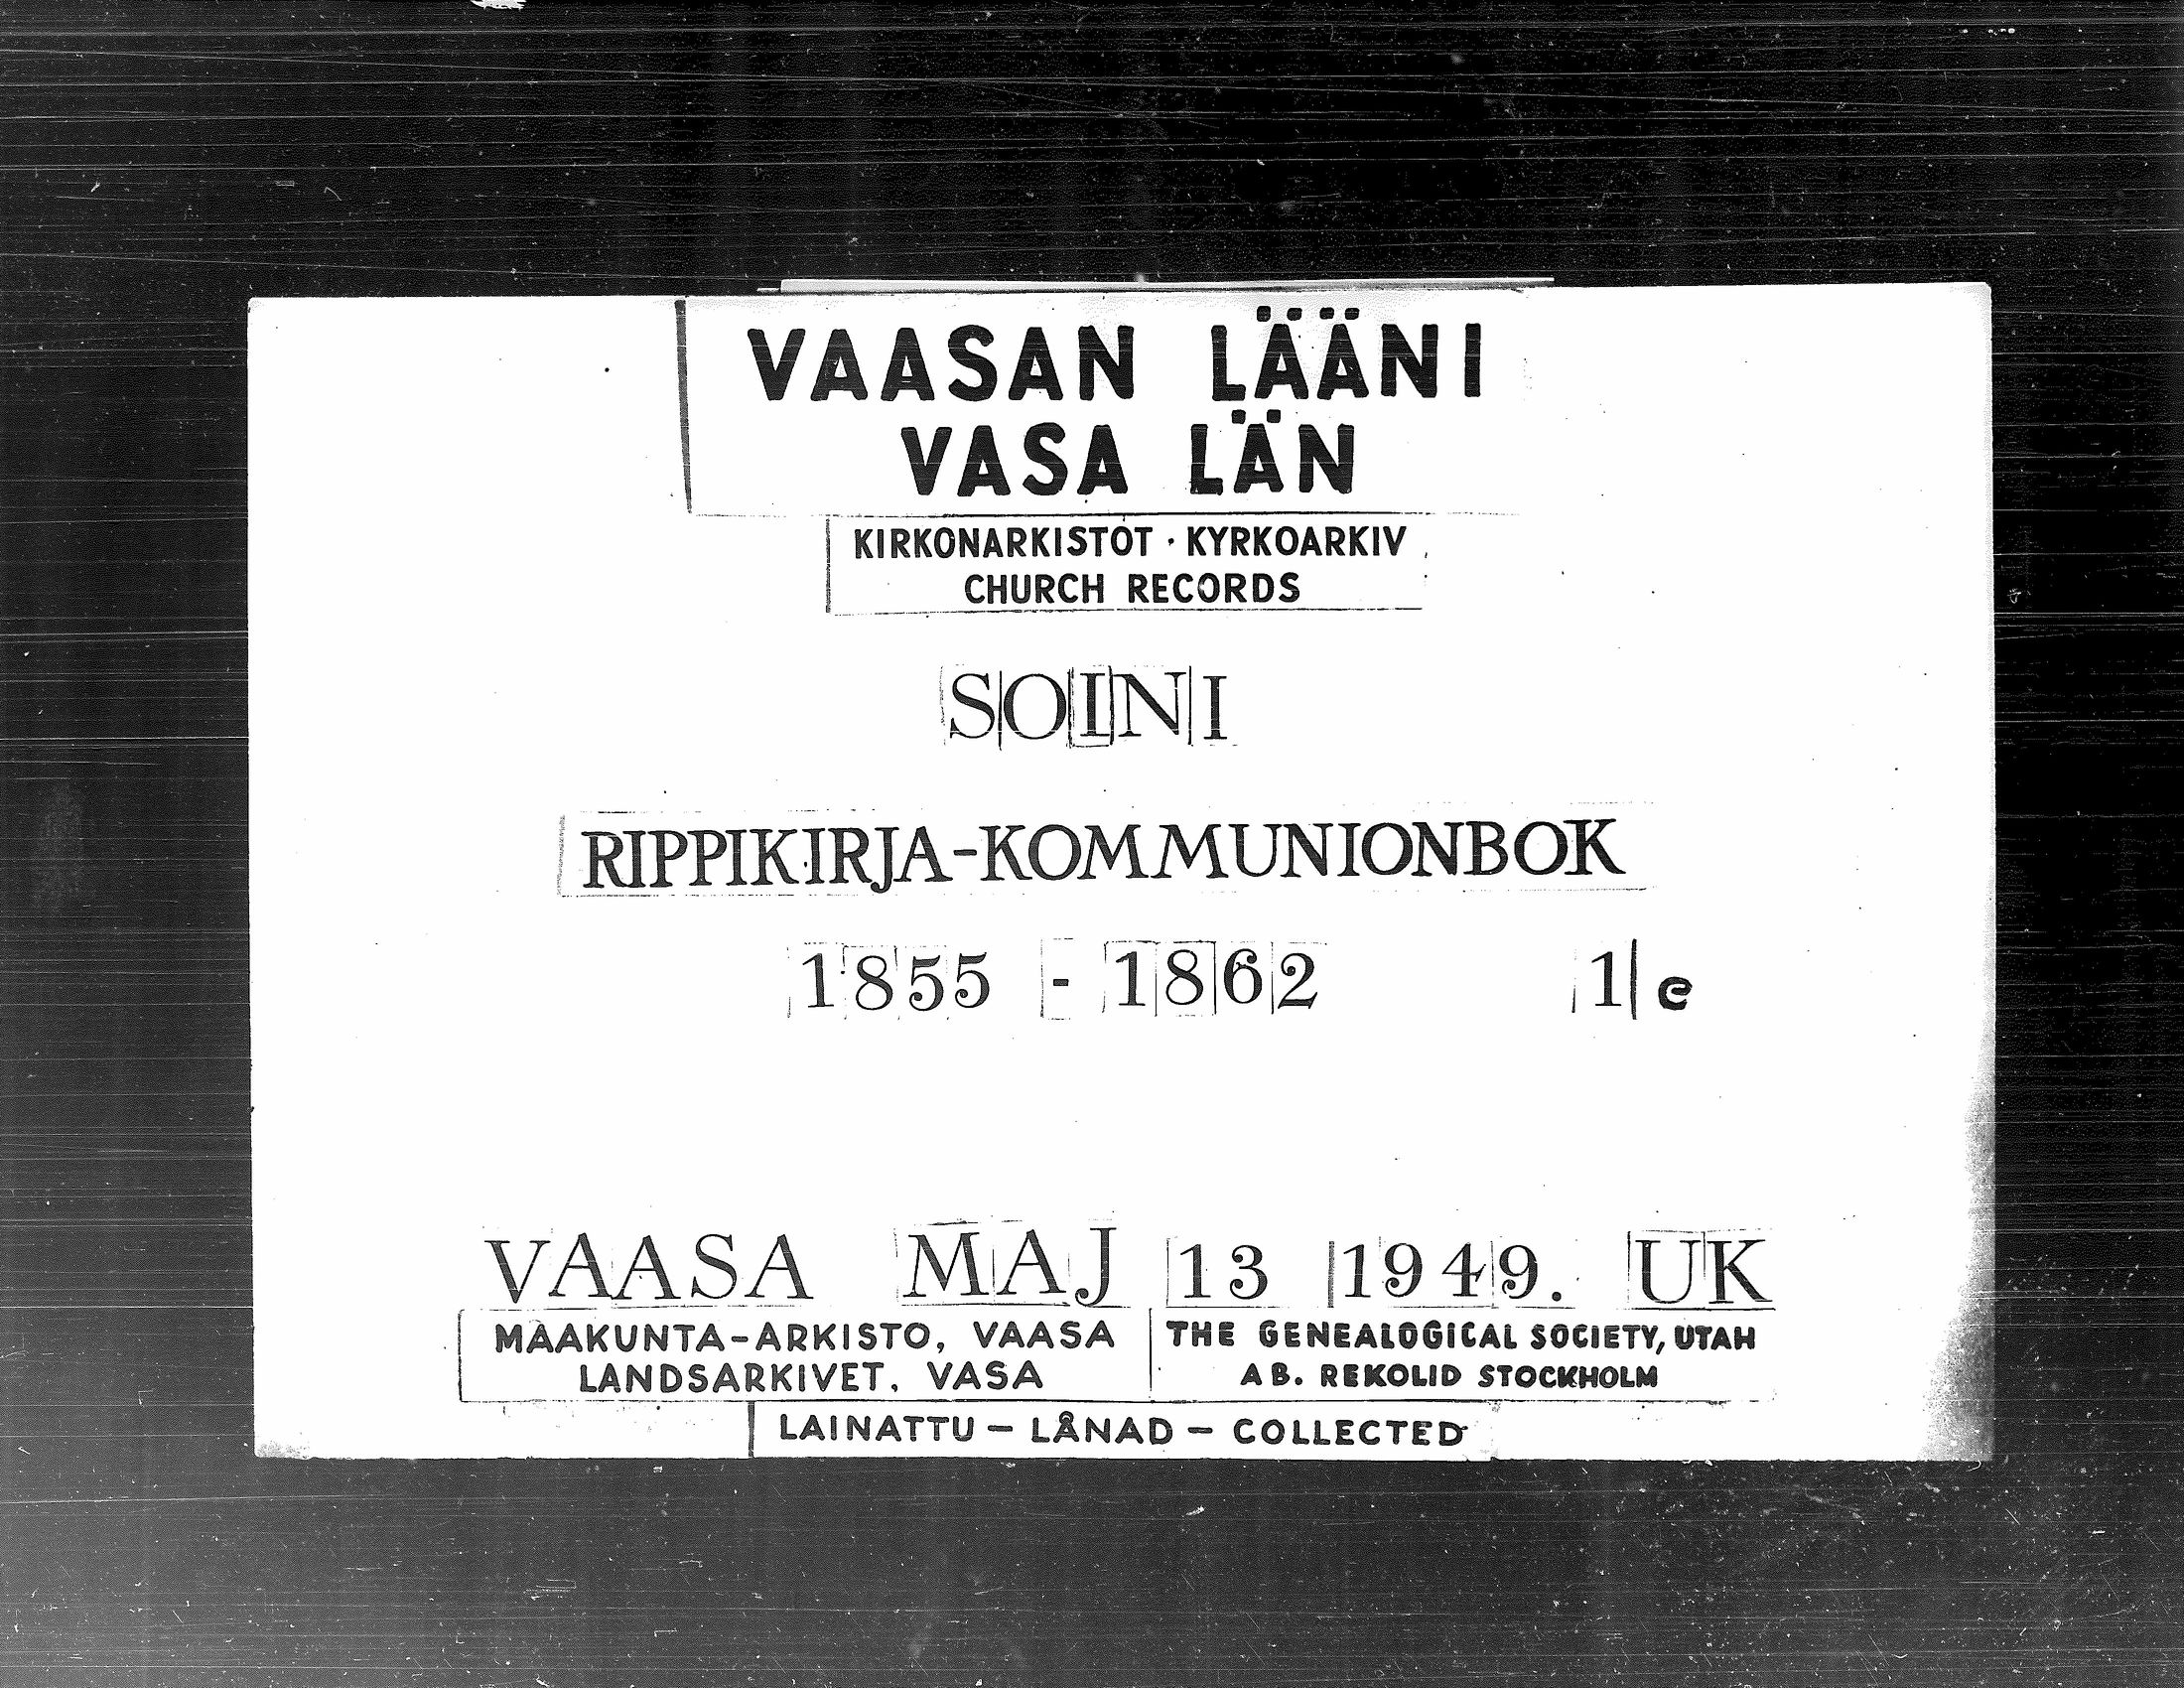 VAASAN LÄÄNI
VASA LÄN
KIRKONARKISTOT · KYRKOARKIV
CHURCH RECORDS
SOINI
RIPPIKIRJA-KOMMUNIONBOK
1855 - 1862 1 e
VAASA MAJ 13 1949. UK
MAAKUNTA-ARKISTO, VAASA
LANDSARKIVET, VASA
THE GENEALOGICAL SOCIETY, UTAH
AB. REKOLID STOCKHOLM
LAINATTU - LÅNAD - COLLECTED